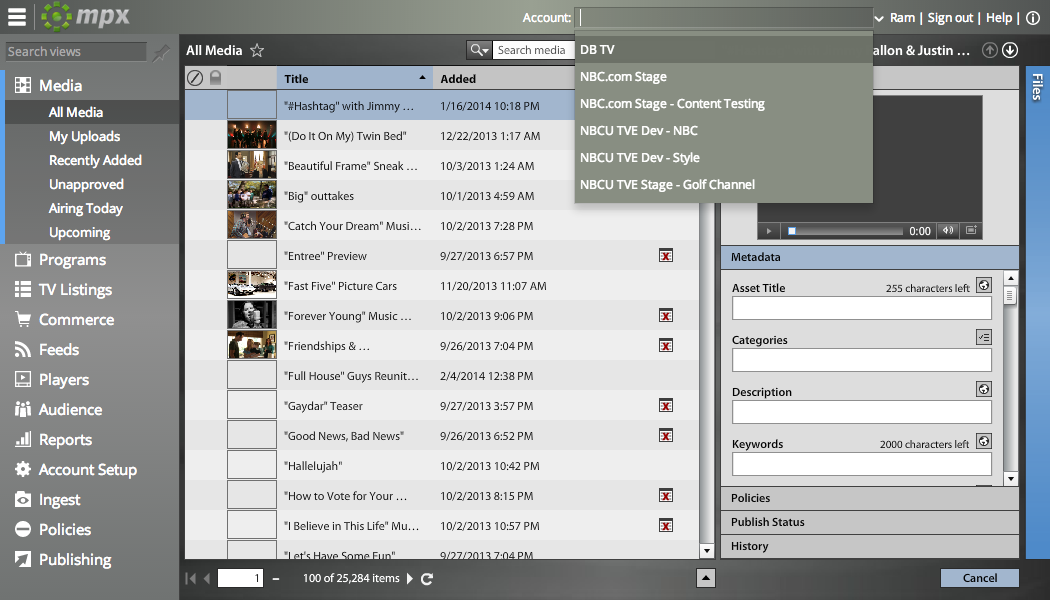 mpx
Account:
Ram | Sign out | Help |
Search views
All Media
Search media
DB TV
NBC.com Stage
NBC.com Stage - Content Testing
NBCU TVE Dev - NBC
NBCU TVE Dev - Style
NBCU TVE Stage - Golf Channel
allon & Justin ...
Files
Media
All Media
My Uploads
Recently Added
Unapproved
Airing Today
Upcoming
Programs
TV Listings
Commerce
Feeds
Players
Audience
Reports
Account Setup
Ingest
Policies
Publishing
Title Added
"#Hashtag" with Jimmy ... 1/16/2014 10:18 PM
"(Do It On My) Twin Bed" 12/22/2013 1:17 AM
"Beautiful Frame" Sneak ... 10/3/2013 1:24 AM
"Big" outtakes 10/1/2013 4:59 AM
"Catch Your Dream" Musi... 10/2/2013 7:28 PM
"Entree" Preview 9/27/2013 6:57 PM
"Fast Five" Picture Cars 11/20/2013 11:07 AM
"Forever Young" Music ... 10/2/2013 9:06 PM
"Friendships & ... 9/26/2013 7:04 PM
"Full House" Guys Reunit... 2/4/2014 12:38 PM
"Gaydar" Teaser 9/27/2013 3:57 PM
"Good News, Bad News" 9/26/2013 6:52 PM
"Hallelujah" 10/2/2013 10:42 PM
"How to Vote for Your ... 10/2/2013 8:15 PM
"I Believe in This Life" Mu... 10/2/2013 10:57 PM
"Let's Have Some Fun" 9/27/2013 7:04 PM
1 – 100 of 25,284 items
0:00
Metadata
Asset Title 255 characters left
Categories
Description
Keywords 2000 characters left
Policies
Publish Status
History
Cancel